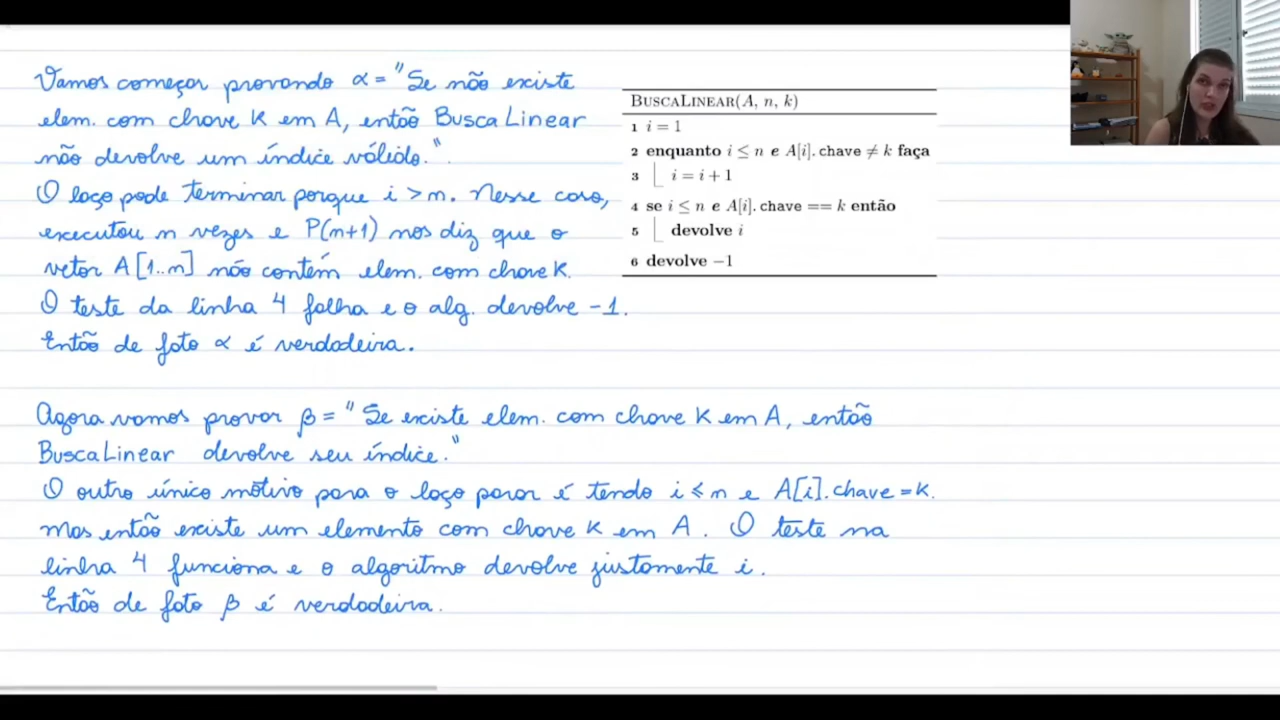 Vamos começar provando α = "Se não existe
elem. com chave K em A, então BuscaLinear
não devolve um índice válido."
O laço pode terminar porque i > n. Nesse caso,
executou n vezes e P(n+1) nos diz que o
vetor A[1..n] não contém elem. com chave K.
O teste da linha 4 falha e o alg. devolve -1.
Então de fato α é verdadeira.
BUSCALINEAR(A, n, k)
1 i = 1
2 enquanto i ≤ n e A[i].chave ≠ k faça
3 i = i + 1
4 se i ≤ n e A[i].chave == k então
5 devolve i
6 devolve −1
Agora vamos provar β = "Se existe elem. com chave K em A, então
BuscaLinear devolve seu índice."
O outro único motivo para o laço parar é tendo i ≤ n e A[i].chave = K.
Mas então existe um elemento com chave K em A. O teste na
linha 4 funciona e o algoritmo devolve justamente i.
Então de fato β é verdadeira.